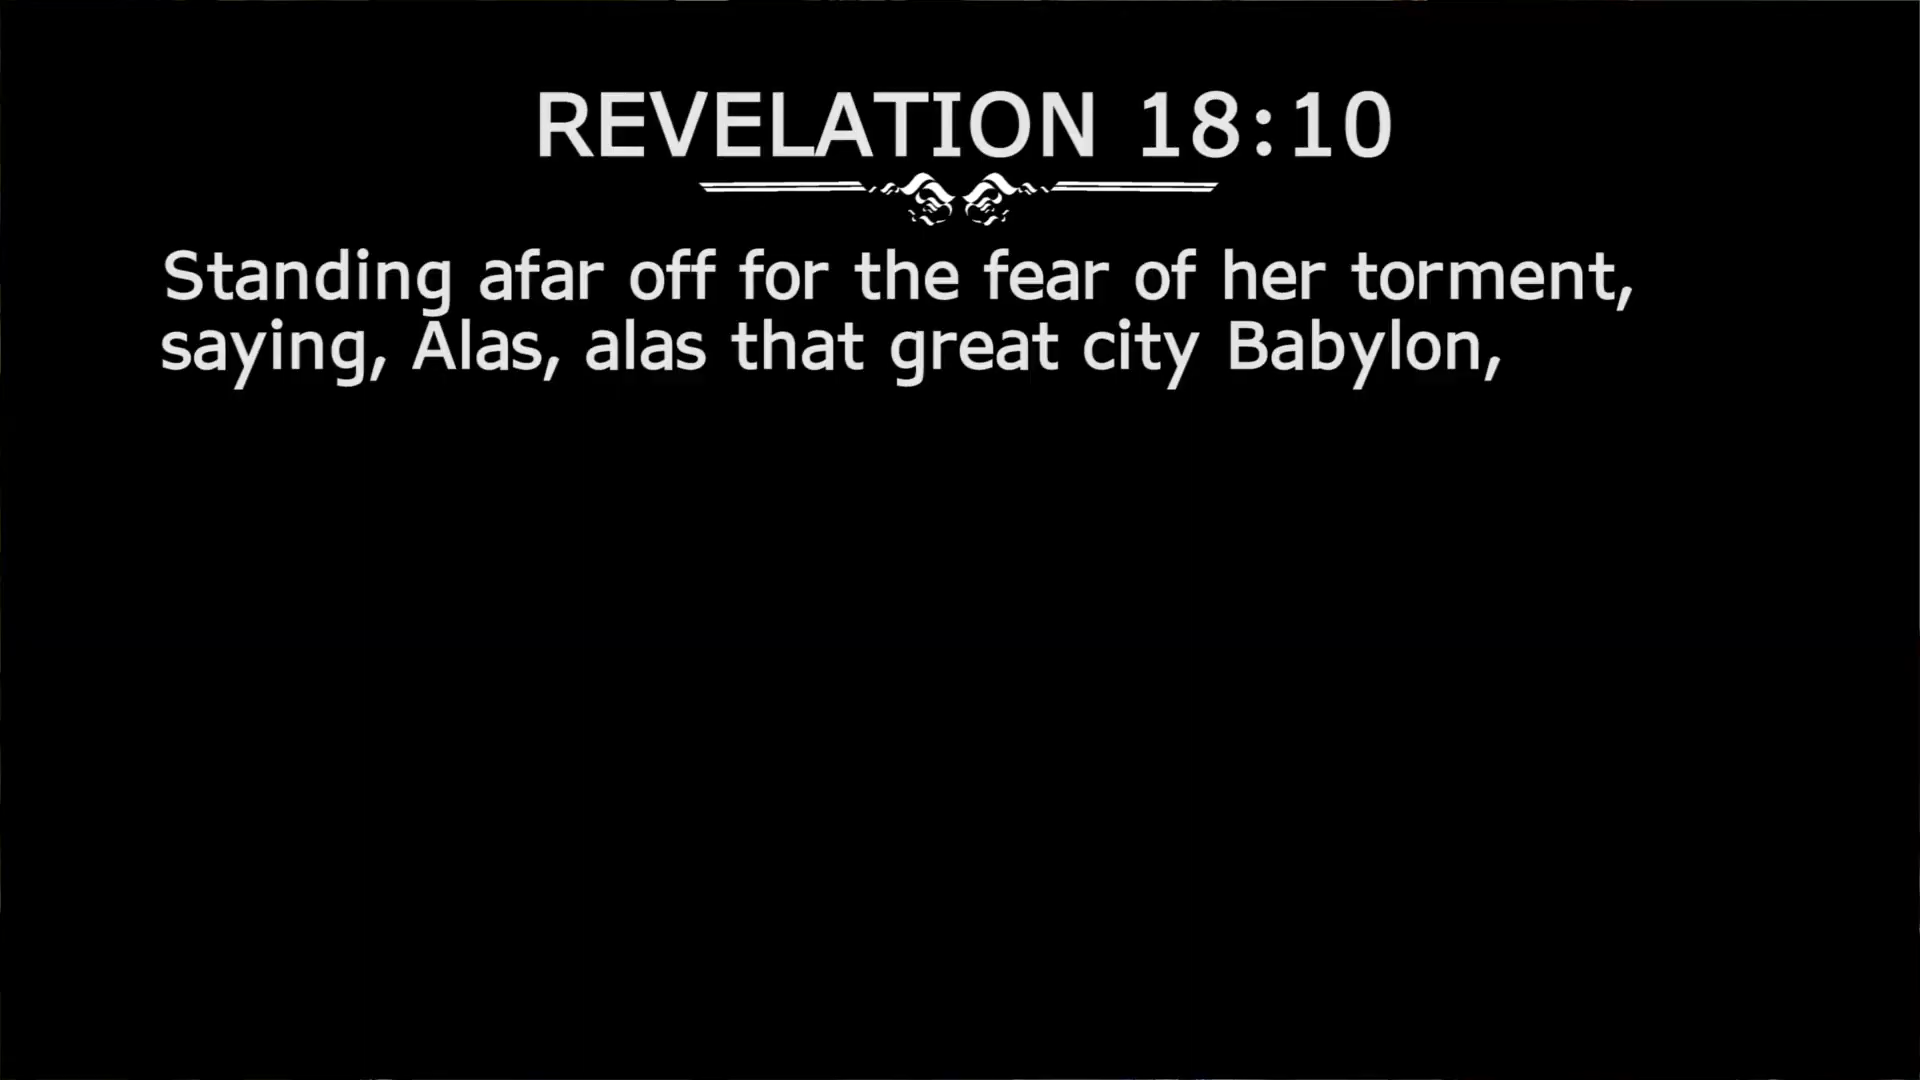 REVELATION 18:10
Standing afar off for the fear of her torment,
saying, Alas, alas that great city Babylon,